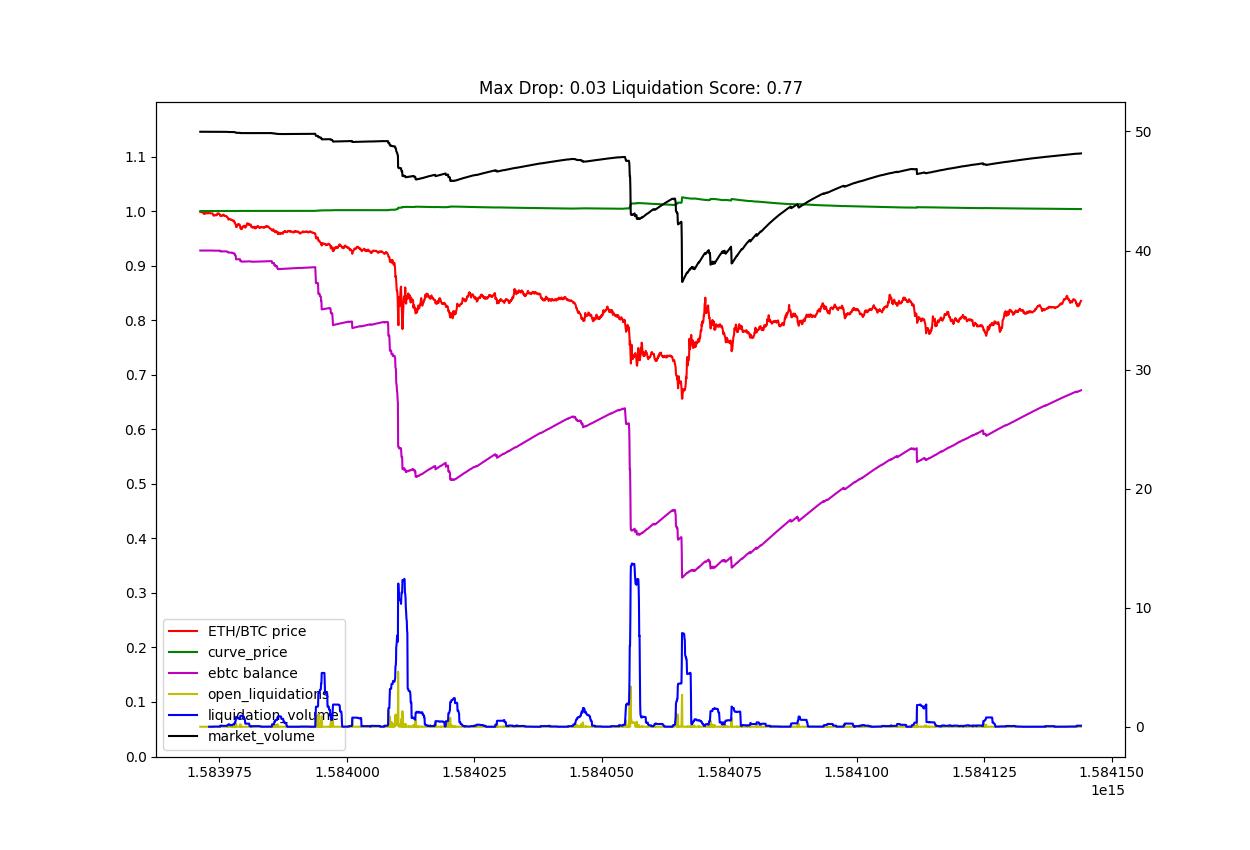 Max Drop: 0.03 Liquidation Score: 0.77
1.1
1.0
0.9
0.8
0.7
0.6
0.5
0.4
0.3
0.2
0.1
0.0
50
40
30
20
10
0
ETH/BTC price
curve_price
ebtc balance
open_liquidations
liquidation_volume
market_volume
1.583975 1.584000 1.584025 1.584050 1.584075 1.584100 1.584125 1.584150
1e15